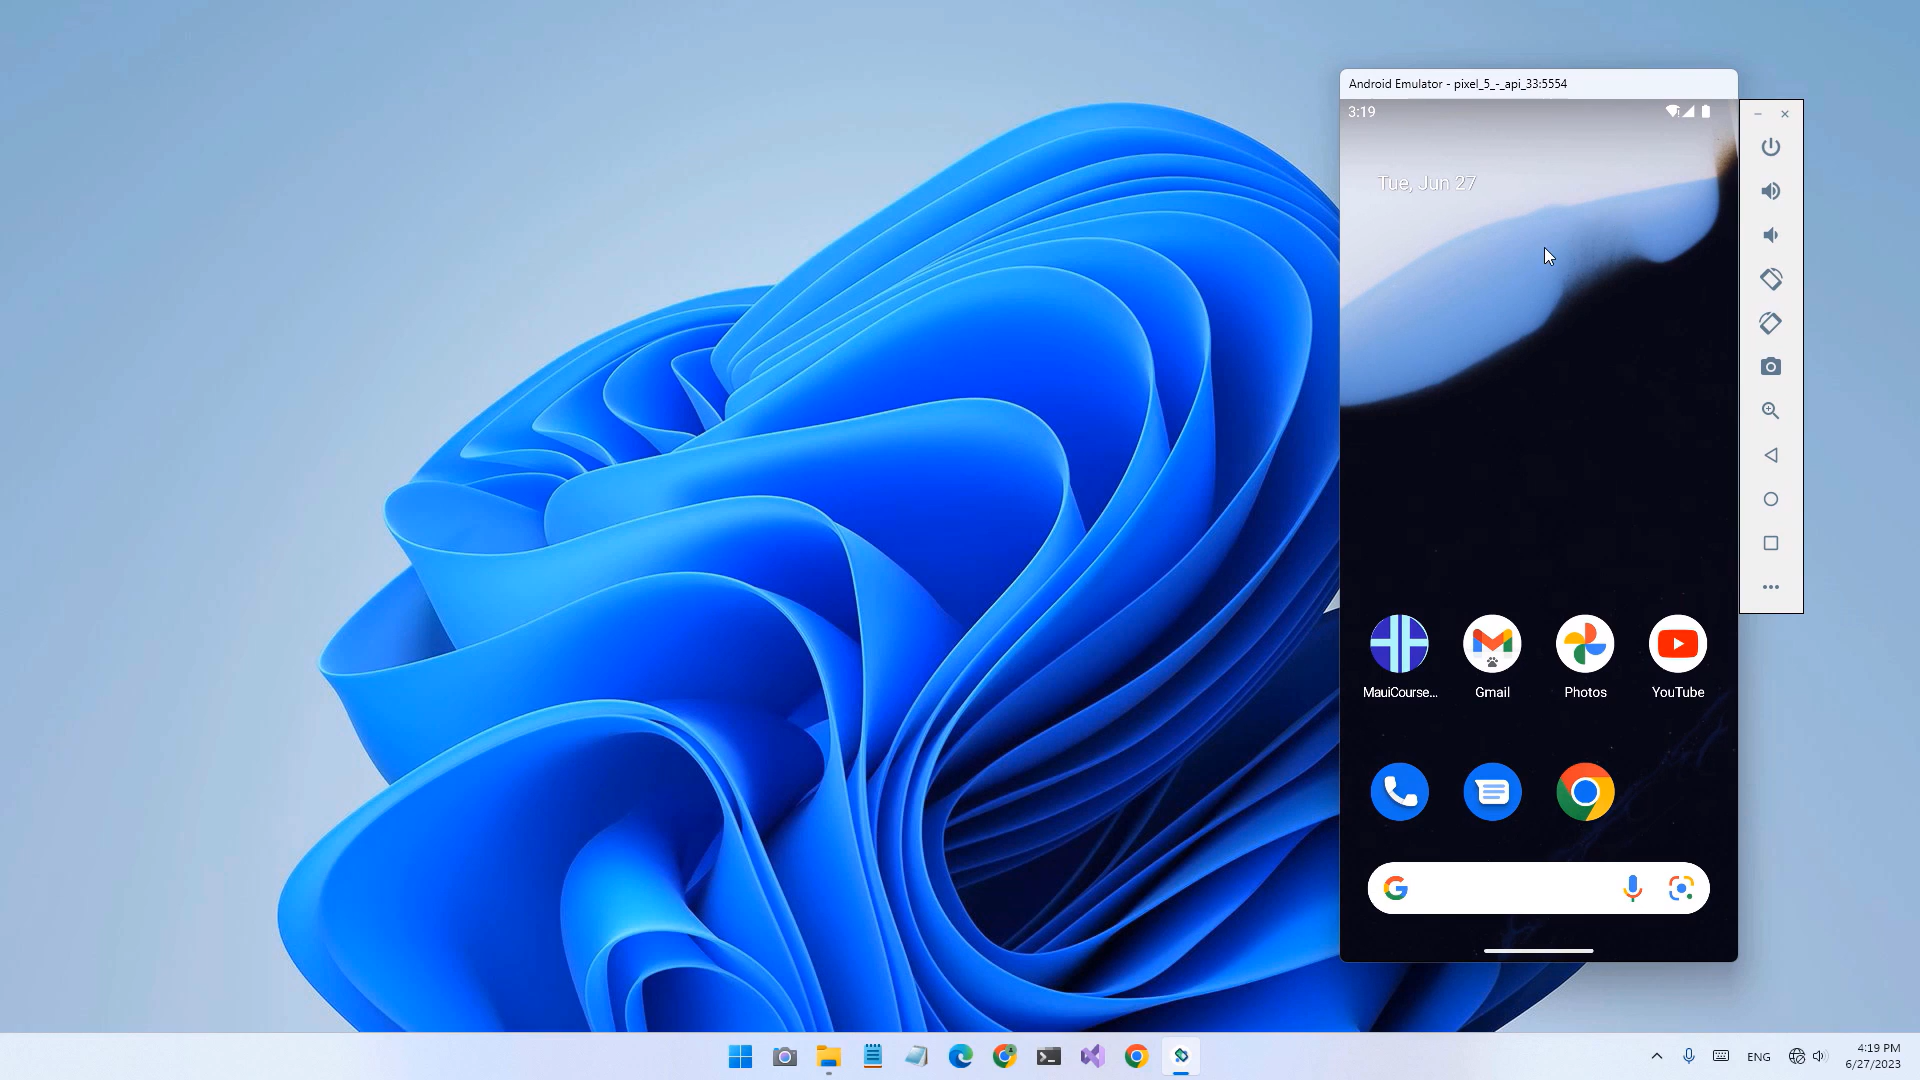 Android Emulator - pixel_5_-_api_33:5554
3:19
Tue, Jun 27
MauiCourse...
Gmail
Photos
YouTube
ENG
4:19 PM
6/27/2023